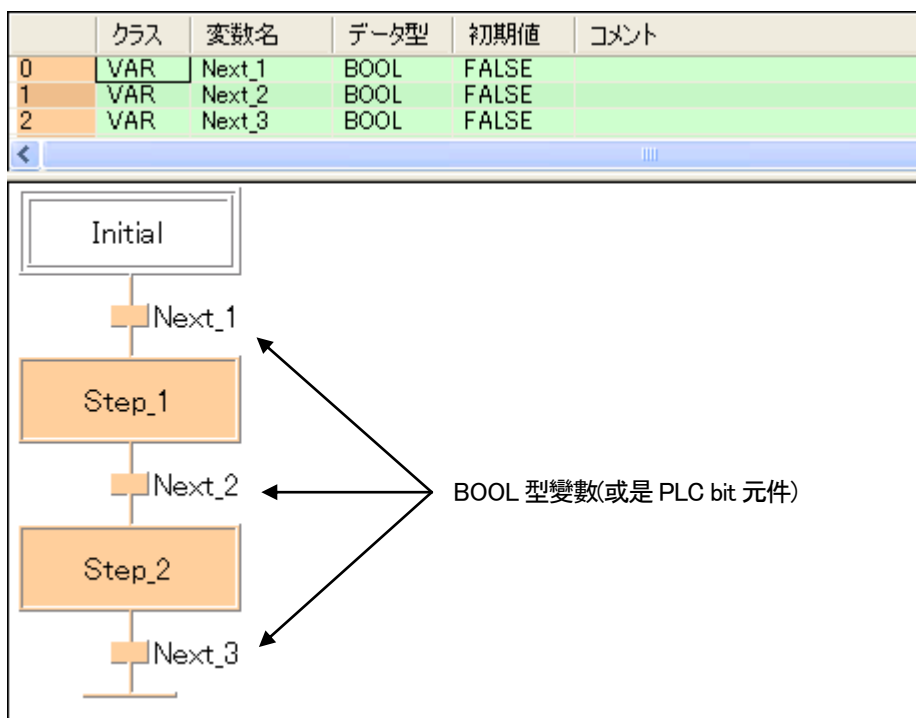 クラス 変数名 データ型 初期値 コメント
0 VAR Next_1 BOOL FALSE
1 VAR Next_2 BOOL FALSE
2 VAR Next_3 BOOL FALSE
Initial
Next_1
Step_1
Next_2
BOOL 型變數(或是 PLC bit 元件)
Step_2
Next_3